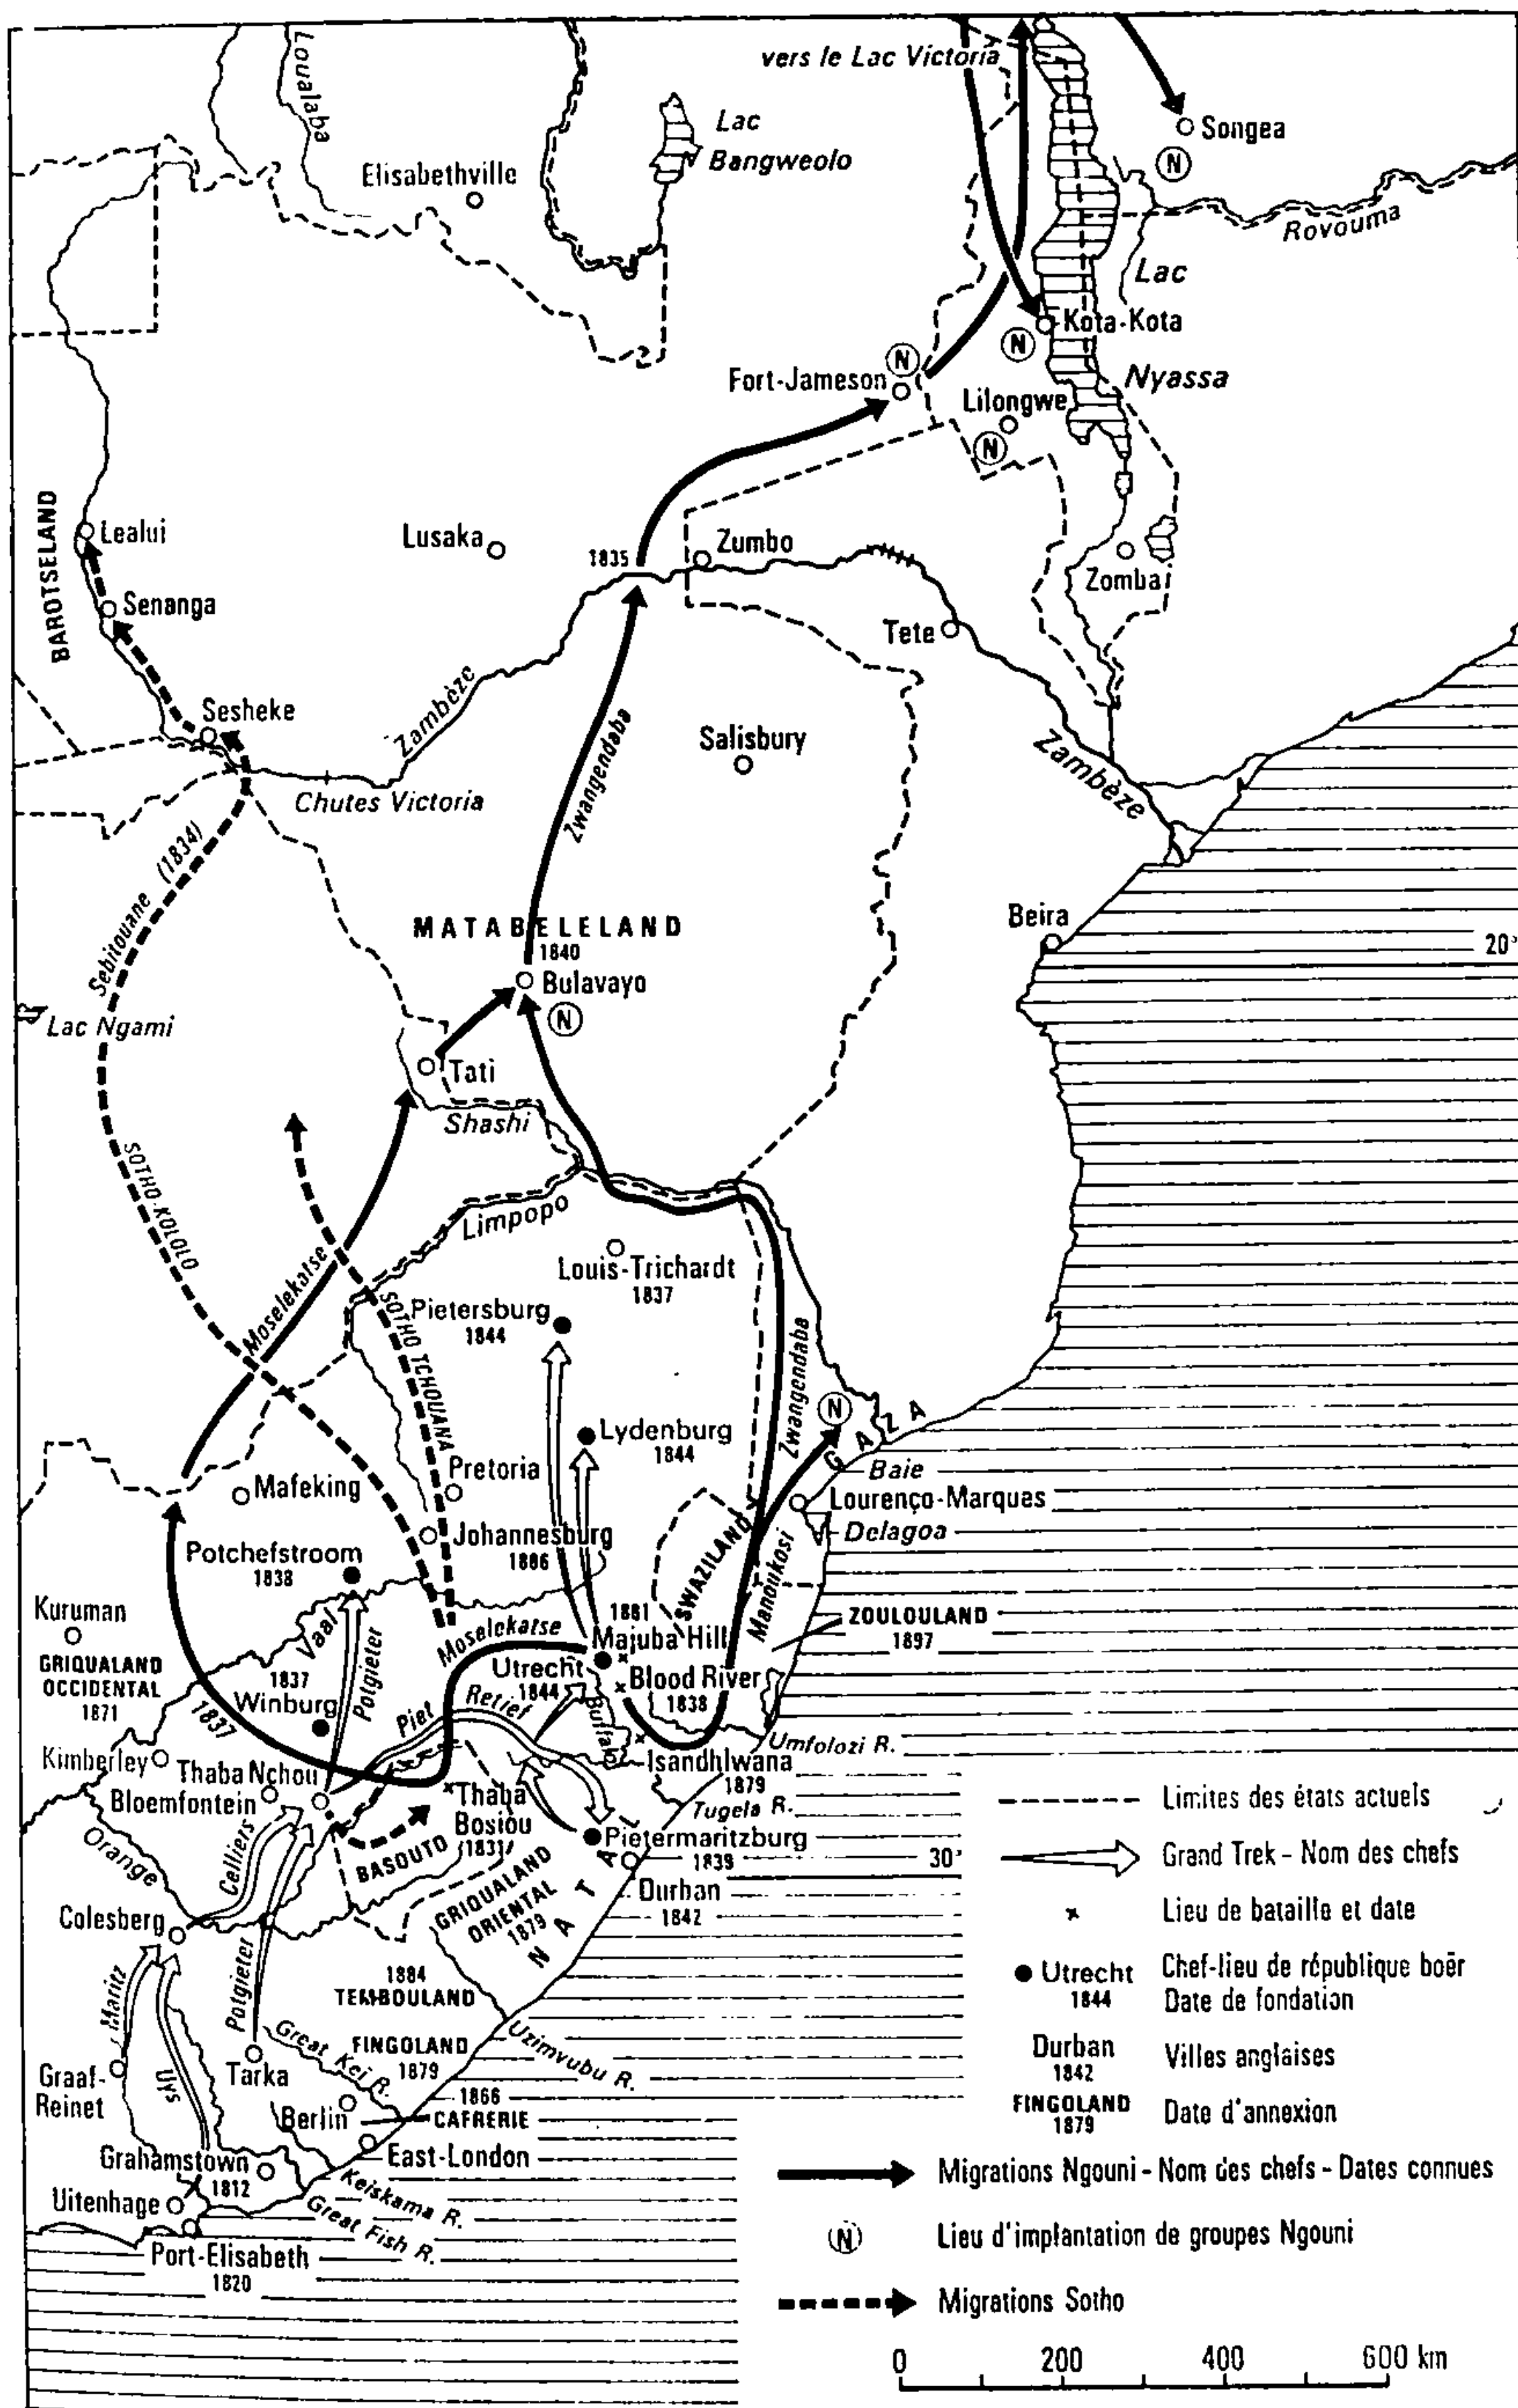 Loualaba
vers le Lac Victoria
Songea
N
Lac
Bangweolo
Elisabethville
Rovouma
Lac
Nyassa
Kota-Kota
N
N
Fort-Jameson
Lilongwe
N
BAROTSELAND
Lealui
Lusaka
1835
Zumbo
Zomba
Senanga
Tete
Sesheke
Zambèze
Zwangendaba
Salisbury
Zambèze
Chutes Victoria
Sebitouane (1834)
MATABELELAND
1840
Bulavayo
N
Beira
20°
Lac Ngami
Tati
Shashi
SOTHO-KOLOLO
Limpopo
Moselekatse
Louis-Trichardt
1837
SOTHO TCHOUANA
Pietersburg
1844
Zwangendaba
N
GAZA
Lydenburg
1844
Baie
Mafeking
Pretoria
Lourenço-Marques
Delagoa
Johannesburg
1886
SWAZILAND
Manoukosi
Potchefstroom
1838
Kuruman
Vaal
Potgieter
Moselekatse
1881
Majuba Hill
ZOULOULAND
1897
GRIQUALAND
OCCIDENTAL
1871
1837
1837
Winburg
Utrecht
1844
Blood River
1838
Piet Retief
Buffalo
Umfolozi R.
Kimberley
Thaba Nchou
Isandhlwana
1879
Bloemfontein
Thaba
Bosiou
1831
Tugela R.
Orange
Celliers
BASOUTO
Pietermaritzburg
1839
30°
Durban
1842
Colesberg
GRIQUALAND
ORIENTAL
1879
NATAL
Maritz
Potgieter
1884
TEMBOULAND
Uys
Great Kei R.
FINGOLAND
1879
Uzimvubu R.
Graaf-
Reinet
Tarka
1866
Berlin
CAFRERIE
East-London
Grahamstown
1812
Keiskama R.
Uitenhage
Great Fish R.
Port-Elisabeth
1820
Limites des états actuels
Grand Trek - Nom des chefs
Lieu de bataille et date
Utrecht
1844
Chef-lieu de république boër
Date de fondation
Durban
1842
Villes anglaises
FINGOLAND
1879
Date d'annexion
Migrations Ngouni - Nom des chefs - Dates connues
N
Lieu d'implantation de groupes Ngouni
Migrations Sotho
0 200 400 600 km